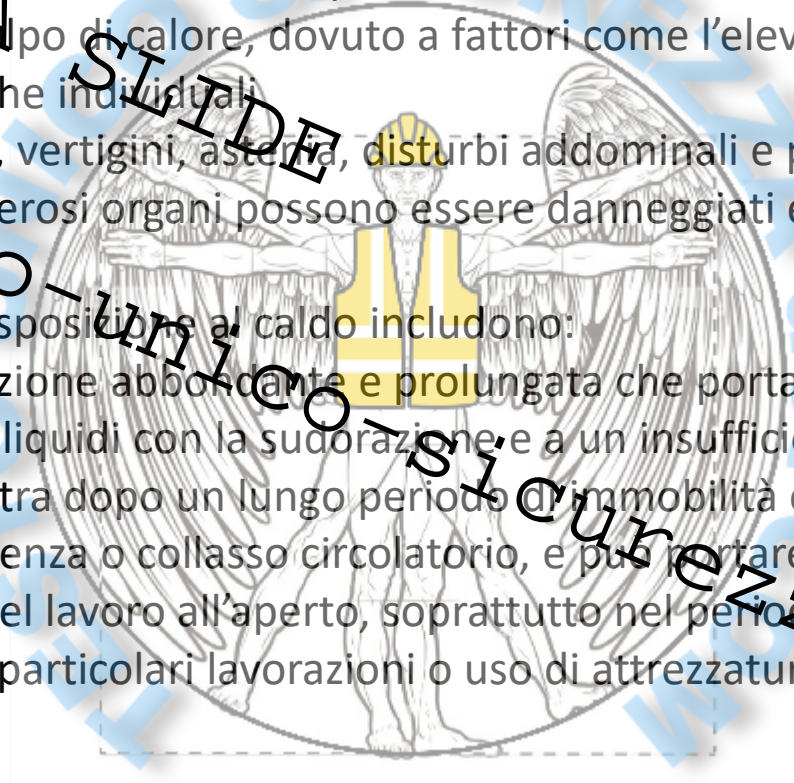 lpo di calore, dovuto a fattori come l'elev
he individuali
, vertigini, astenia, disturbi addominali e p
erosi organi possono essere danneggiati e
sposizione al caldo includono:
zione abbondante e prolungata che porta
liquidi con la sudorazione e a un insuffici
tra dopo un lungo periodo di immobilità
enza o collasso circolatorio, e può portare
el lavoro all'aperto, soprattutto nel perio
particolari lavorazioni o uso di attrezzatur
SLIDE
o-unico-sicurezz